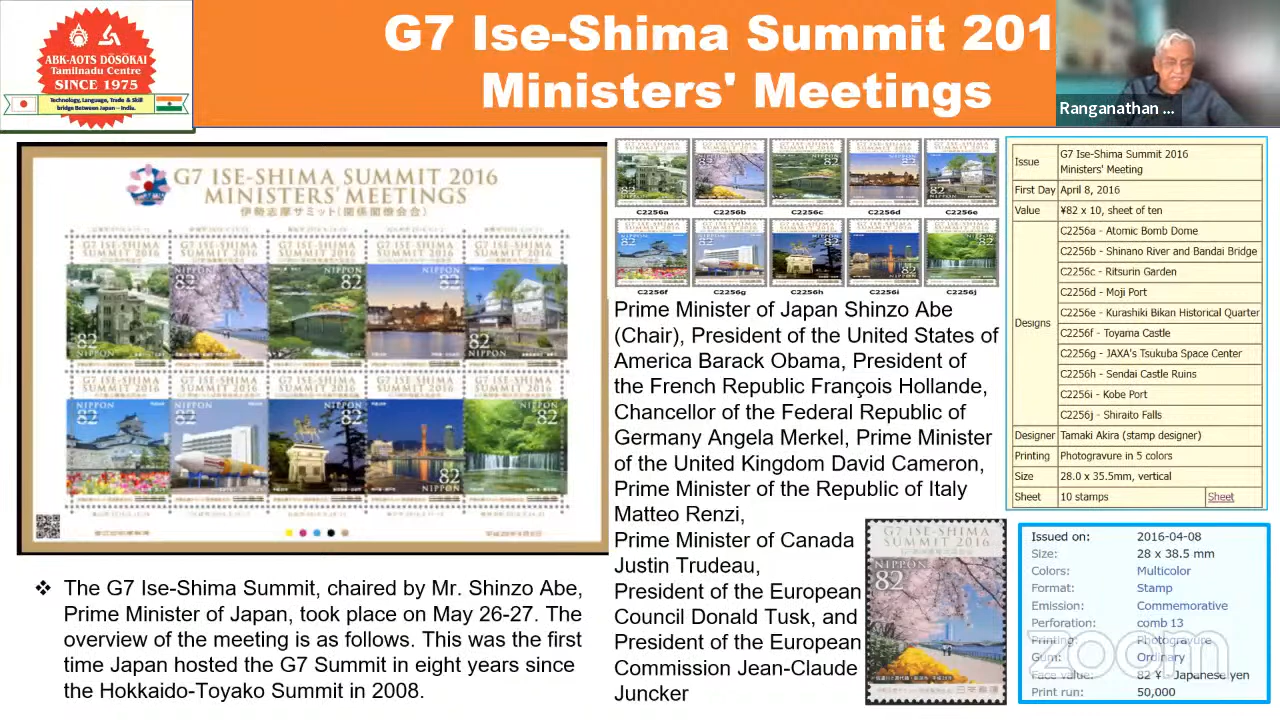 ABK-AOTS DŌSŌKAI
Tamilnadu Centre
SINCE 1975
Technology, Language, Trade & Skill
bridge Between Japan – India.
G7 Ise-Shima Summit 201
Ministers' Meetings
Ranganathan ...
G7 ISE-SHIMA SUMMIT 2016
MINISTERS' MEETINGS
伊勢志摩サミット(関係閣僚会合)
SUMMIT 2016
NIPPON
82
C2256a
C2256b
C2256c
C2256d
C2256e
C2256f
C2256g
C2256h
C2256i
C2256j
Prime Minister of Japan Shinzo Abe
(Chair), President of the United States of
America Barack Obama, President of
the French Republic François Hollande,
Chancellor of the Federal Republic of
Germany Angela Merkel, Prime Minister
of the United Kingdom David Cameron,
Prime Minister of the Republic of Italy
Matteo Renzi,
Prime Minister of Canada
Justin Trudeau,
President of the European
Council Donald Tusk, and
President of the European
Commission Jean-Claude
Juncker
G7 ISE-SHIMA
SUMMIT 2016
NIPPON
82
Issue G7 Ise-Shima Summit 2016
Ministers' Meeting
First Day April 8, 2016
Value ¥82 x 10, sheet of ten
Designs
C2256a - Atomic Bomb Dome
C2256b - Shinano River and Bandai Bridge
C2256c - Ritsurin Garden
C2256d - Moji Port
C2256e - Kurashiki Bikan Historical Quarter
C2256f - Toyama Castle
C2256g - JAXA's Tsukuba Space Center
C2256h - Sendai Castle Ruins
C2256i - Kobe Port
C2256j - Shiraito Falls
Designer Tamaki Akira (stamp designer)
Printing Photogravure in 5 colors
Size 28.0 x 35.5mm, vertical
Sheet 10 stamps Sheet
Issued on: 2016-04-08
Size: 28 x 38.5 mm
Colors: Multicolor
Format: Stamp
Emission: Commemorative
Perforation: comb 13
Printing: Photogravure
Gum: Ordinary
Face value: 82 ¥ - Japanese yen
Print run: 50,000
zoom
❖ The G7 Ise-Shima Summit, chaired by Mr. Shinzo Abe,
Prime Minister of Japan, took place on May 26-27. The
overview of the meeting is as follows. This was the first
time Japan hosted the G7 Summit in eight years since
the Hokkaido-Toyako Summit in 2008.